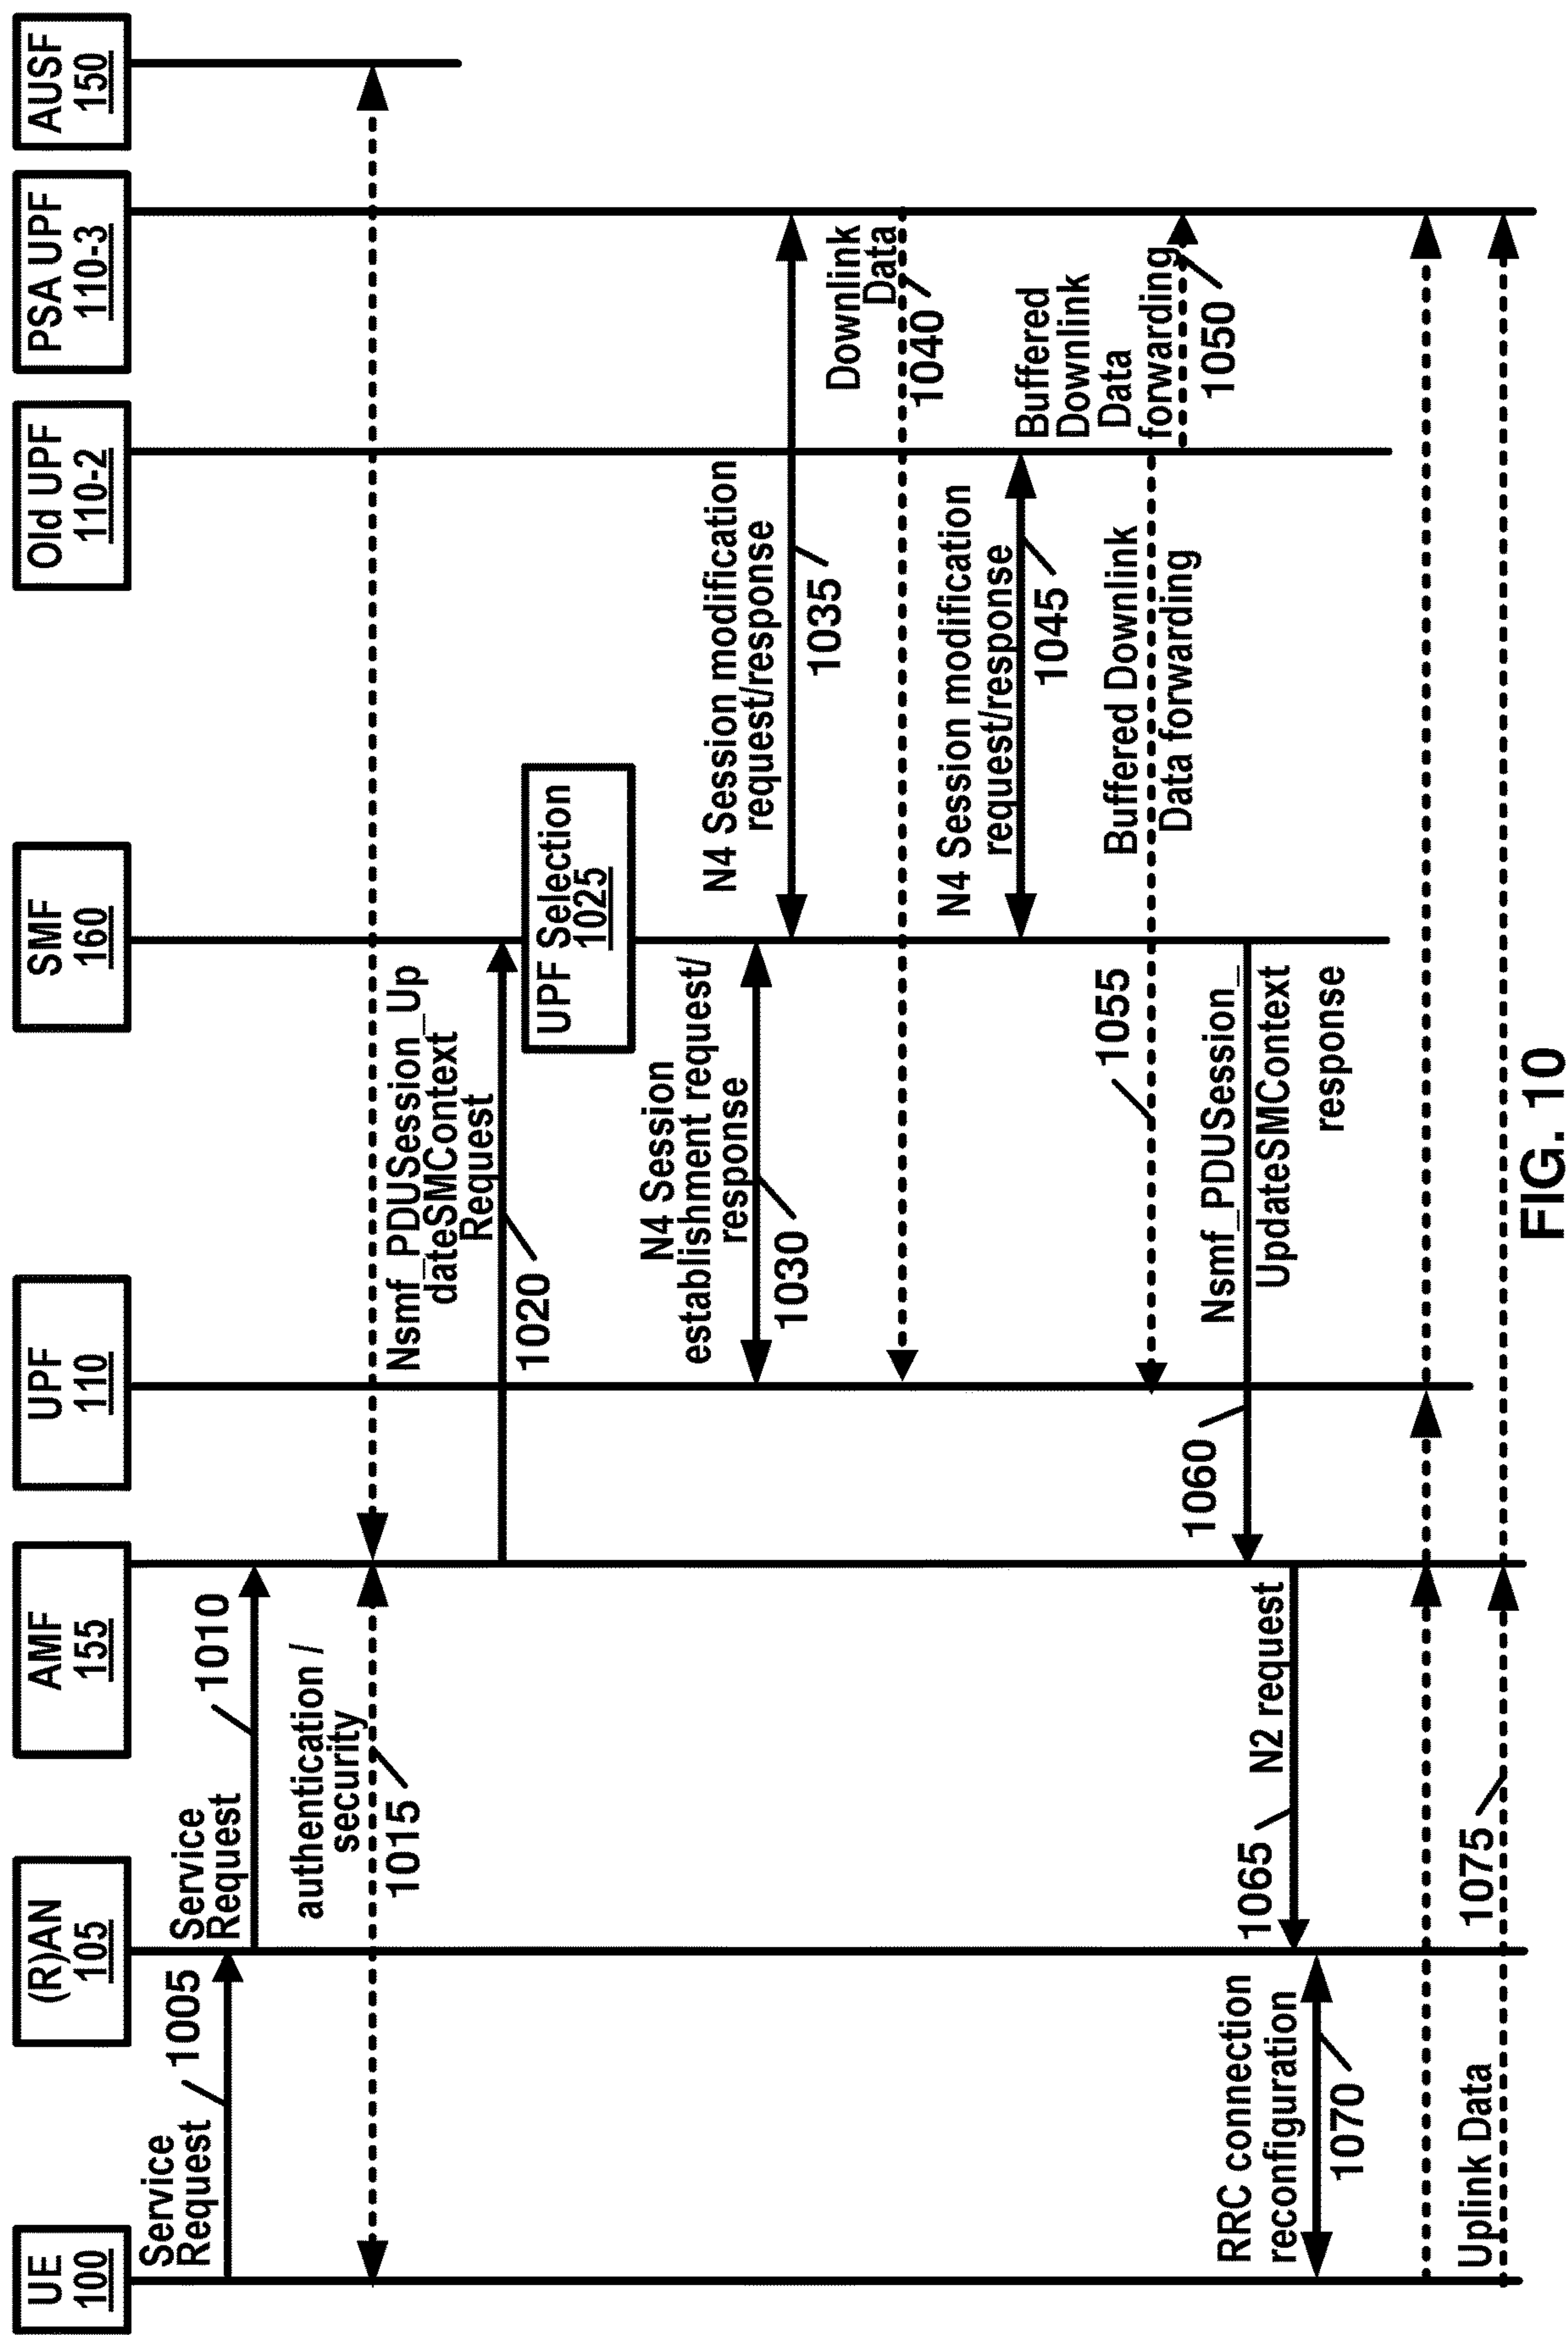 UE
100
(R)AN
105
AMF
155
UPF
110
SMF
160
Old UPF
110-2
PSA UPF
110-3
AUSF
150
Service
Request
1005
Service
Request
1010
authentication /
security
1015
Nsmf_PDUSession_Up
dateSMContext
Request
1020
UPF Selection
1025
N4 Session
establishment request/
response
1030
N4 Session modification
request/response
1035
Downlink
Data
1040
N4 Session modification
request/response
1045
Buffered
Downlink
Data
forwarding
1050
Buffered Downlink
Data forwarding
1055
Nsmf_PDUSession_
UpdateSMContext
response
1060
N2 request
1065
RRC connection
reconfiguration
1070
Uplink Data
1075
FIG. 10